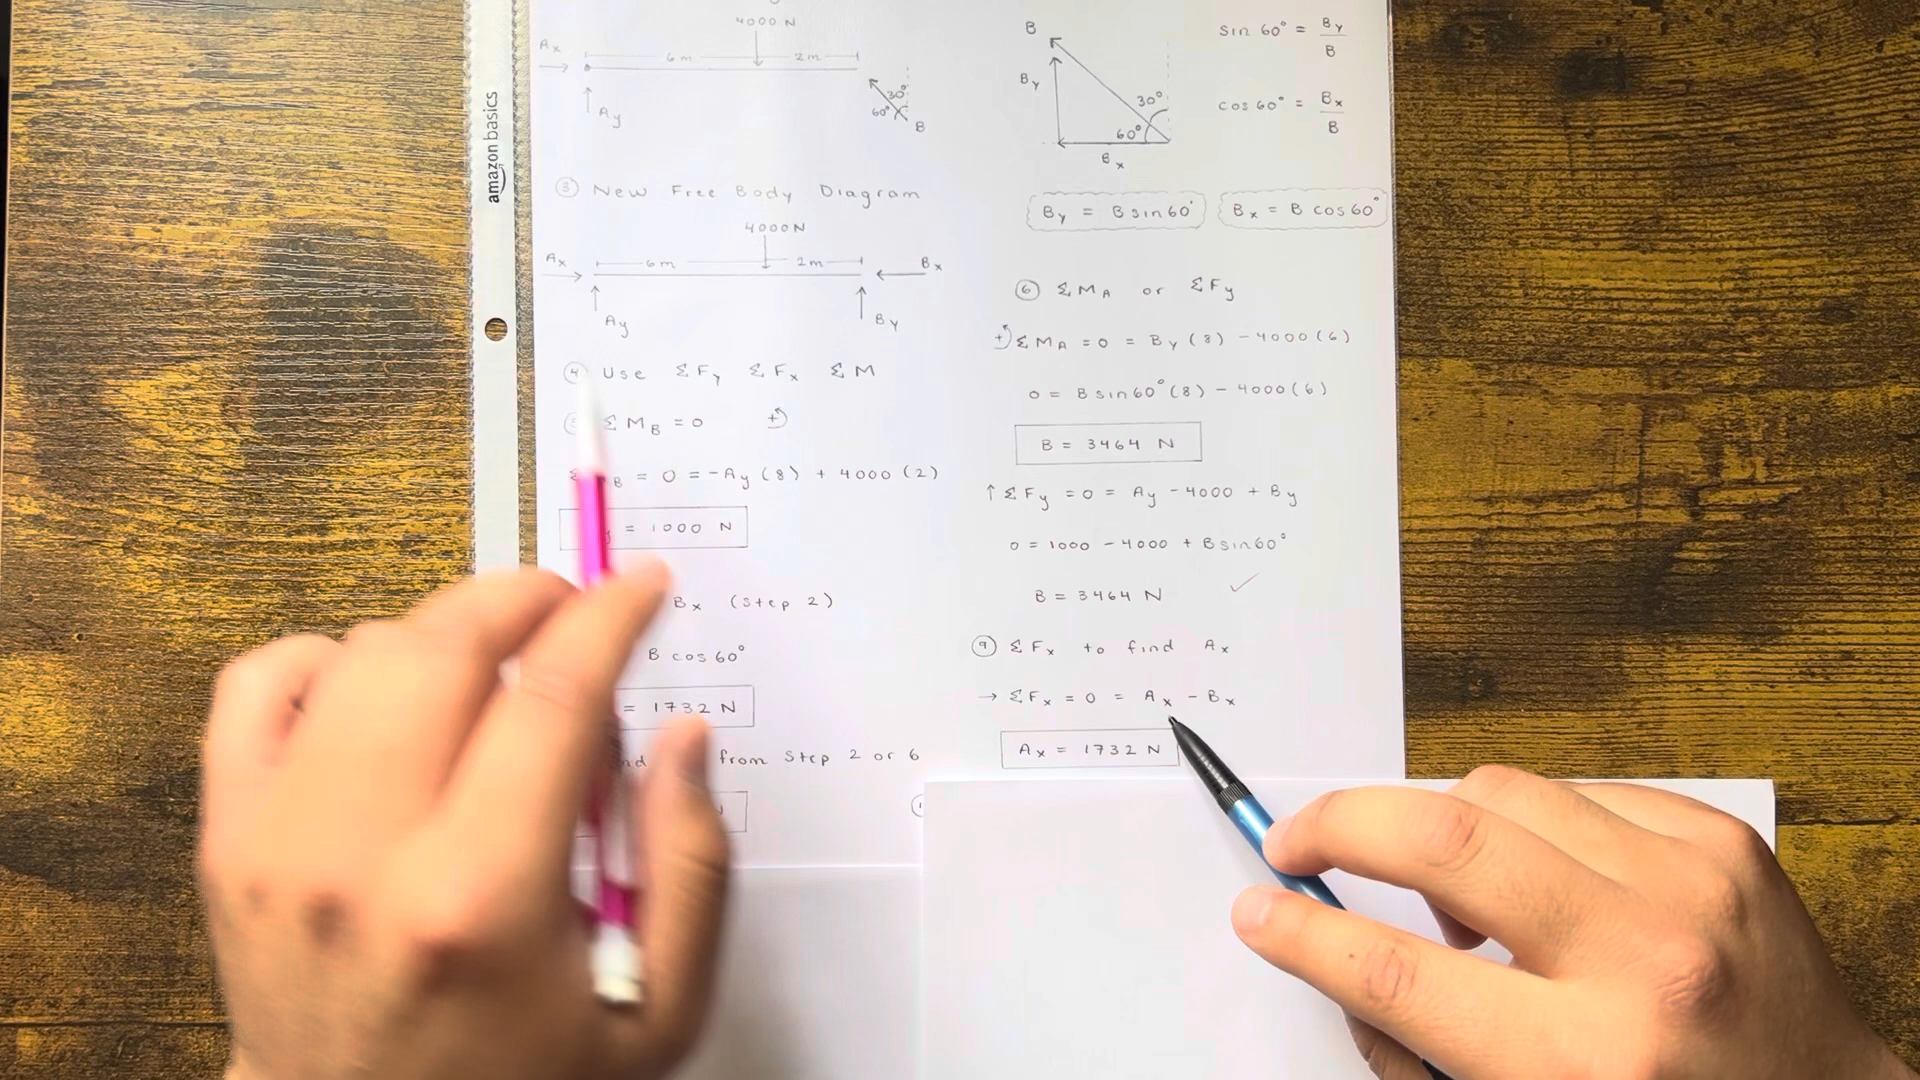 amazon basics
4000 N
Ax
6m
2m
Ay
30°
60°
B
③ New Free Body Diagram
4000N
Ax
6m
2m
Bx
Ay
By
④ Use ΣFy ΣFx ΣM
ΣMB = 0 +
B = 0 = -Ay (8) + 4000 (2)
= 1000 N
Bx (Step 2)
B cos 60°
= 1732 N
from Step 2 or 6
B
By
30°
60°
Bx
sin 60° = By / B
cos 60° = Bx / B
By = B sin 60°
Bx = B cos 60°
⑥ ΣMA or ΣFy
+ ΣMA = 0 = By (8) - 4000 (6)
0 = B sin 60° (8) - 4000 (6)
B = 3464 N
↑ ΣFy = 0 = Ay - 4000 + By
0 = 1000 - 4000 + B sin 60°
B = 3464 N ✓
⑨ ΣFx to find Ax
→ ΣFx = 0 = Ax - Bx
Ax = 1732 N